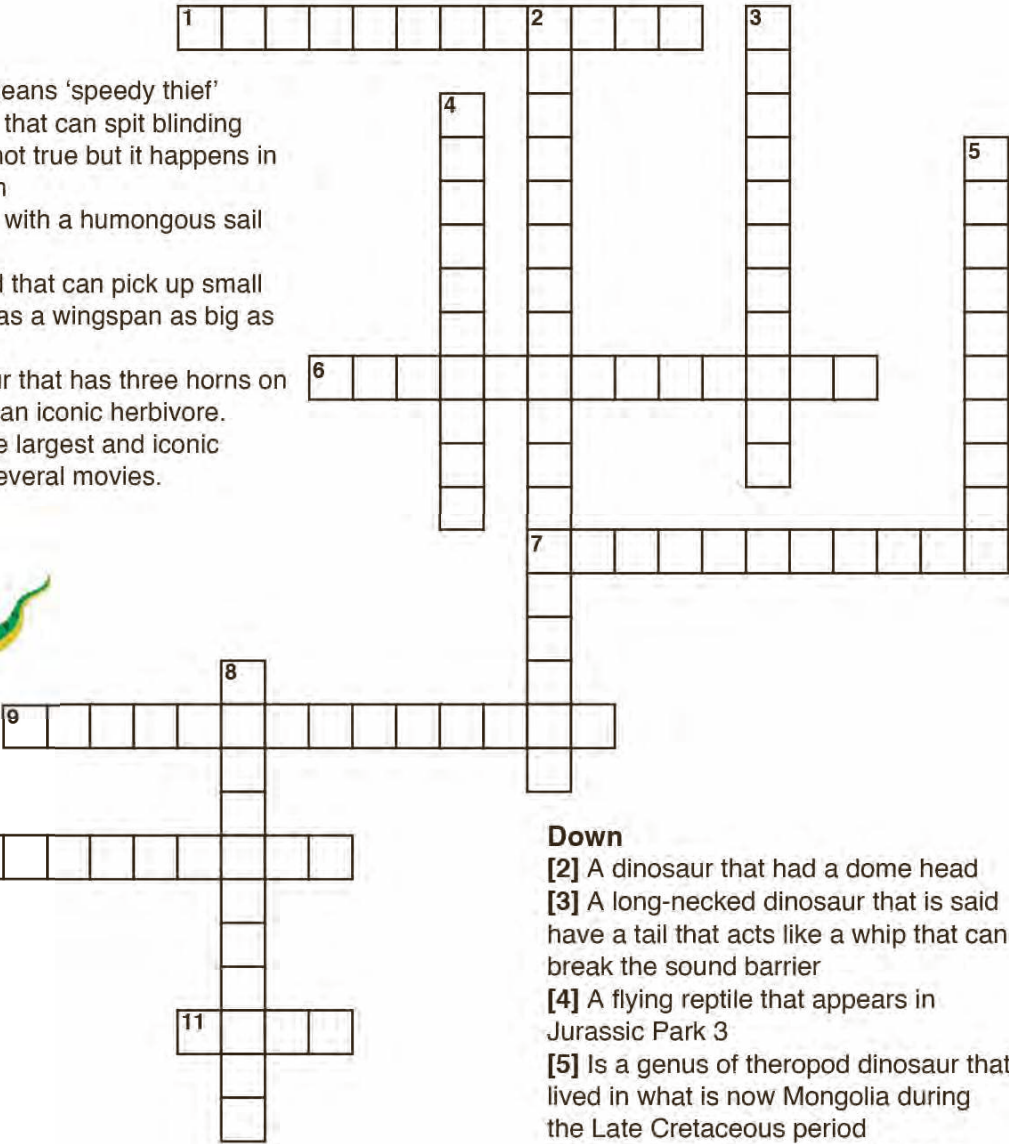 1
2
3
eans ‘speedy thief’
that can spit blinding
not true but it happens in
with a humongous sail
that can pick up small
as a wingspan as big as
r that has three horns on
an iconic herbivore.
e largest and iconic
everal movies.
4
5
6
7
8
9
11
Down
[2] A dinosaur that had a dome head
[3] A long-necked dinosaur that is said
have a tail that acts like a whip that can
break the sound barrier
[4] A flying reptile that appears in
Jurassic Park 3
[5] Is a genus of theropod dinosaur that
lived in what is now Mongolia during
the Late Cretaceous period